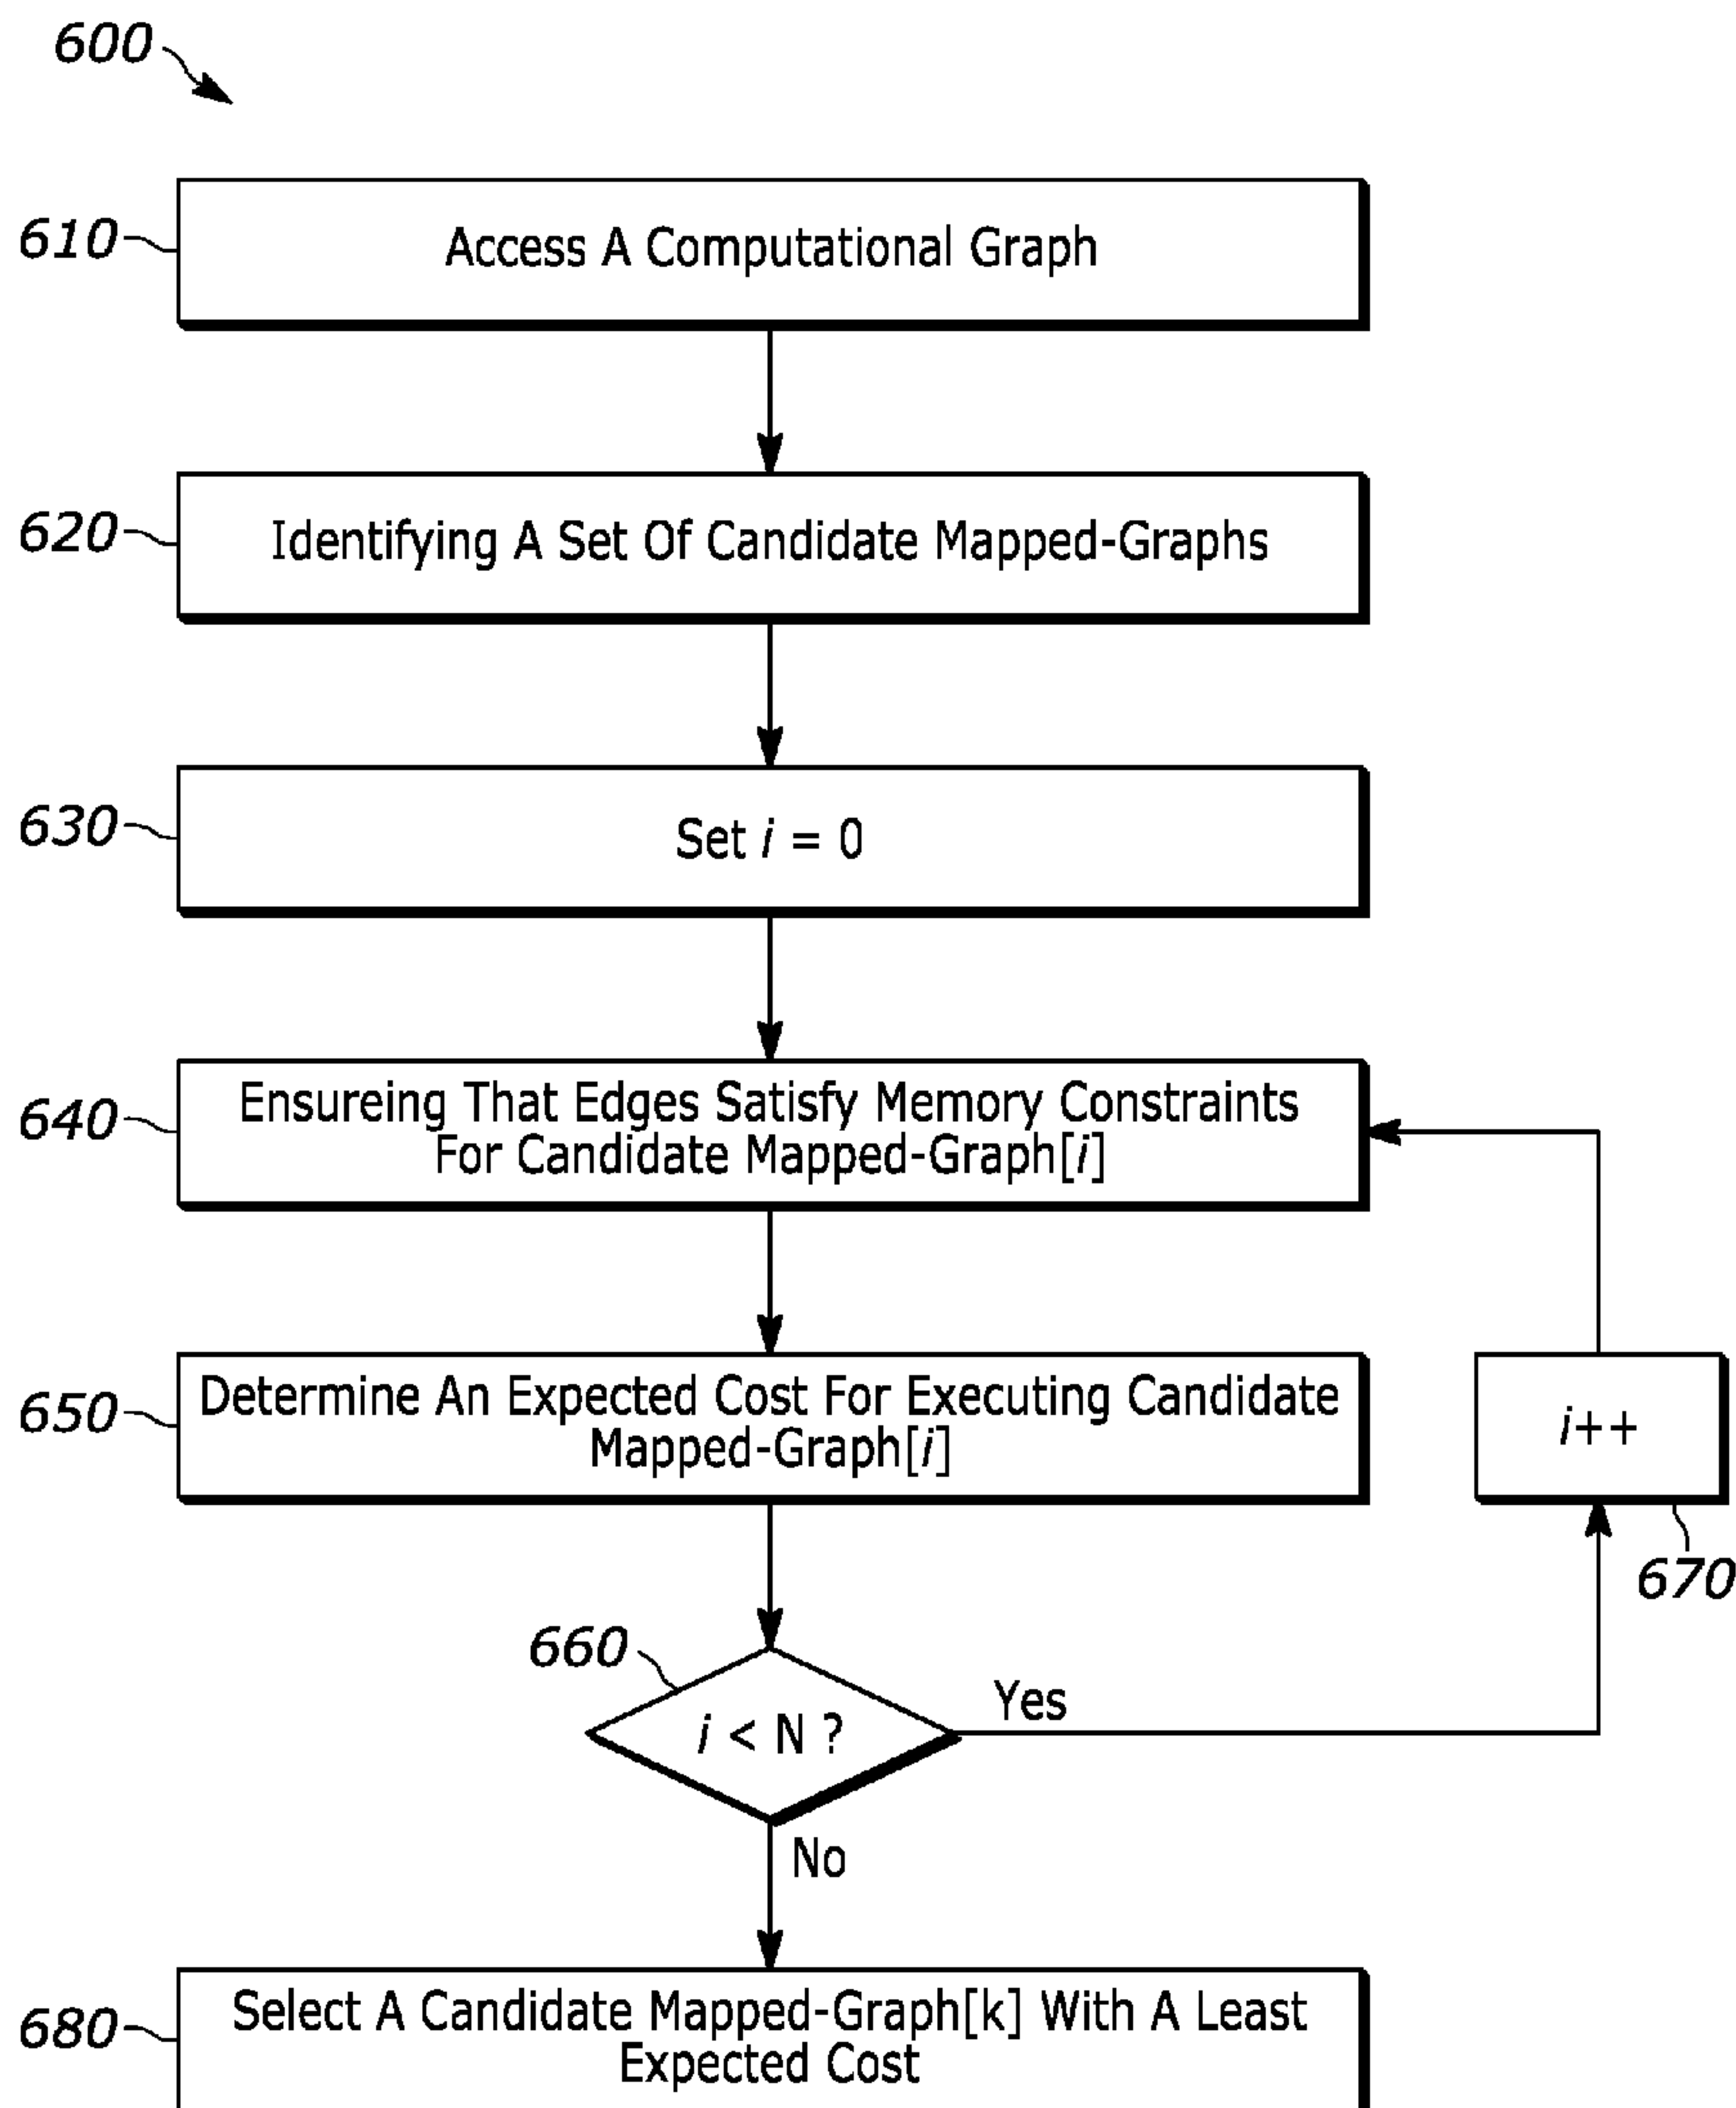 600
610
Access A Computational Graph
620
Identifying A Set Of Candidate Mapped-Graphs
630
Set i = 0
640
Ensureing That Edges Satisfy Memory Constraints
For Candidate Mapped-Graph[i]
650
Determine An Expected Cost For Executing Candidate
Mapped-Graph[i]
i++
670
660
i < N ?
Yes
No
680
Select A Candidate Mapped-Graph[k] With A Least
Expected Cost